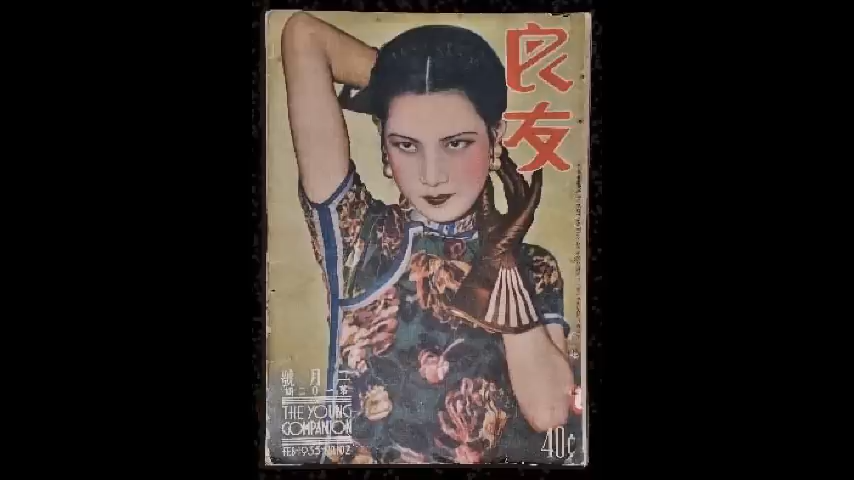 良友
二月號
第一〇二期
THE YOUNG
COMPANION
FEB·1935·NO·102
40¢